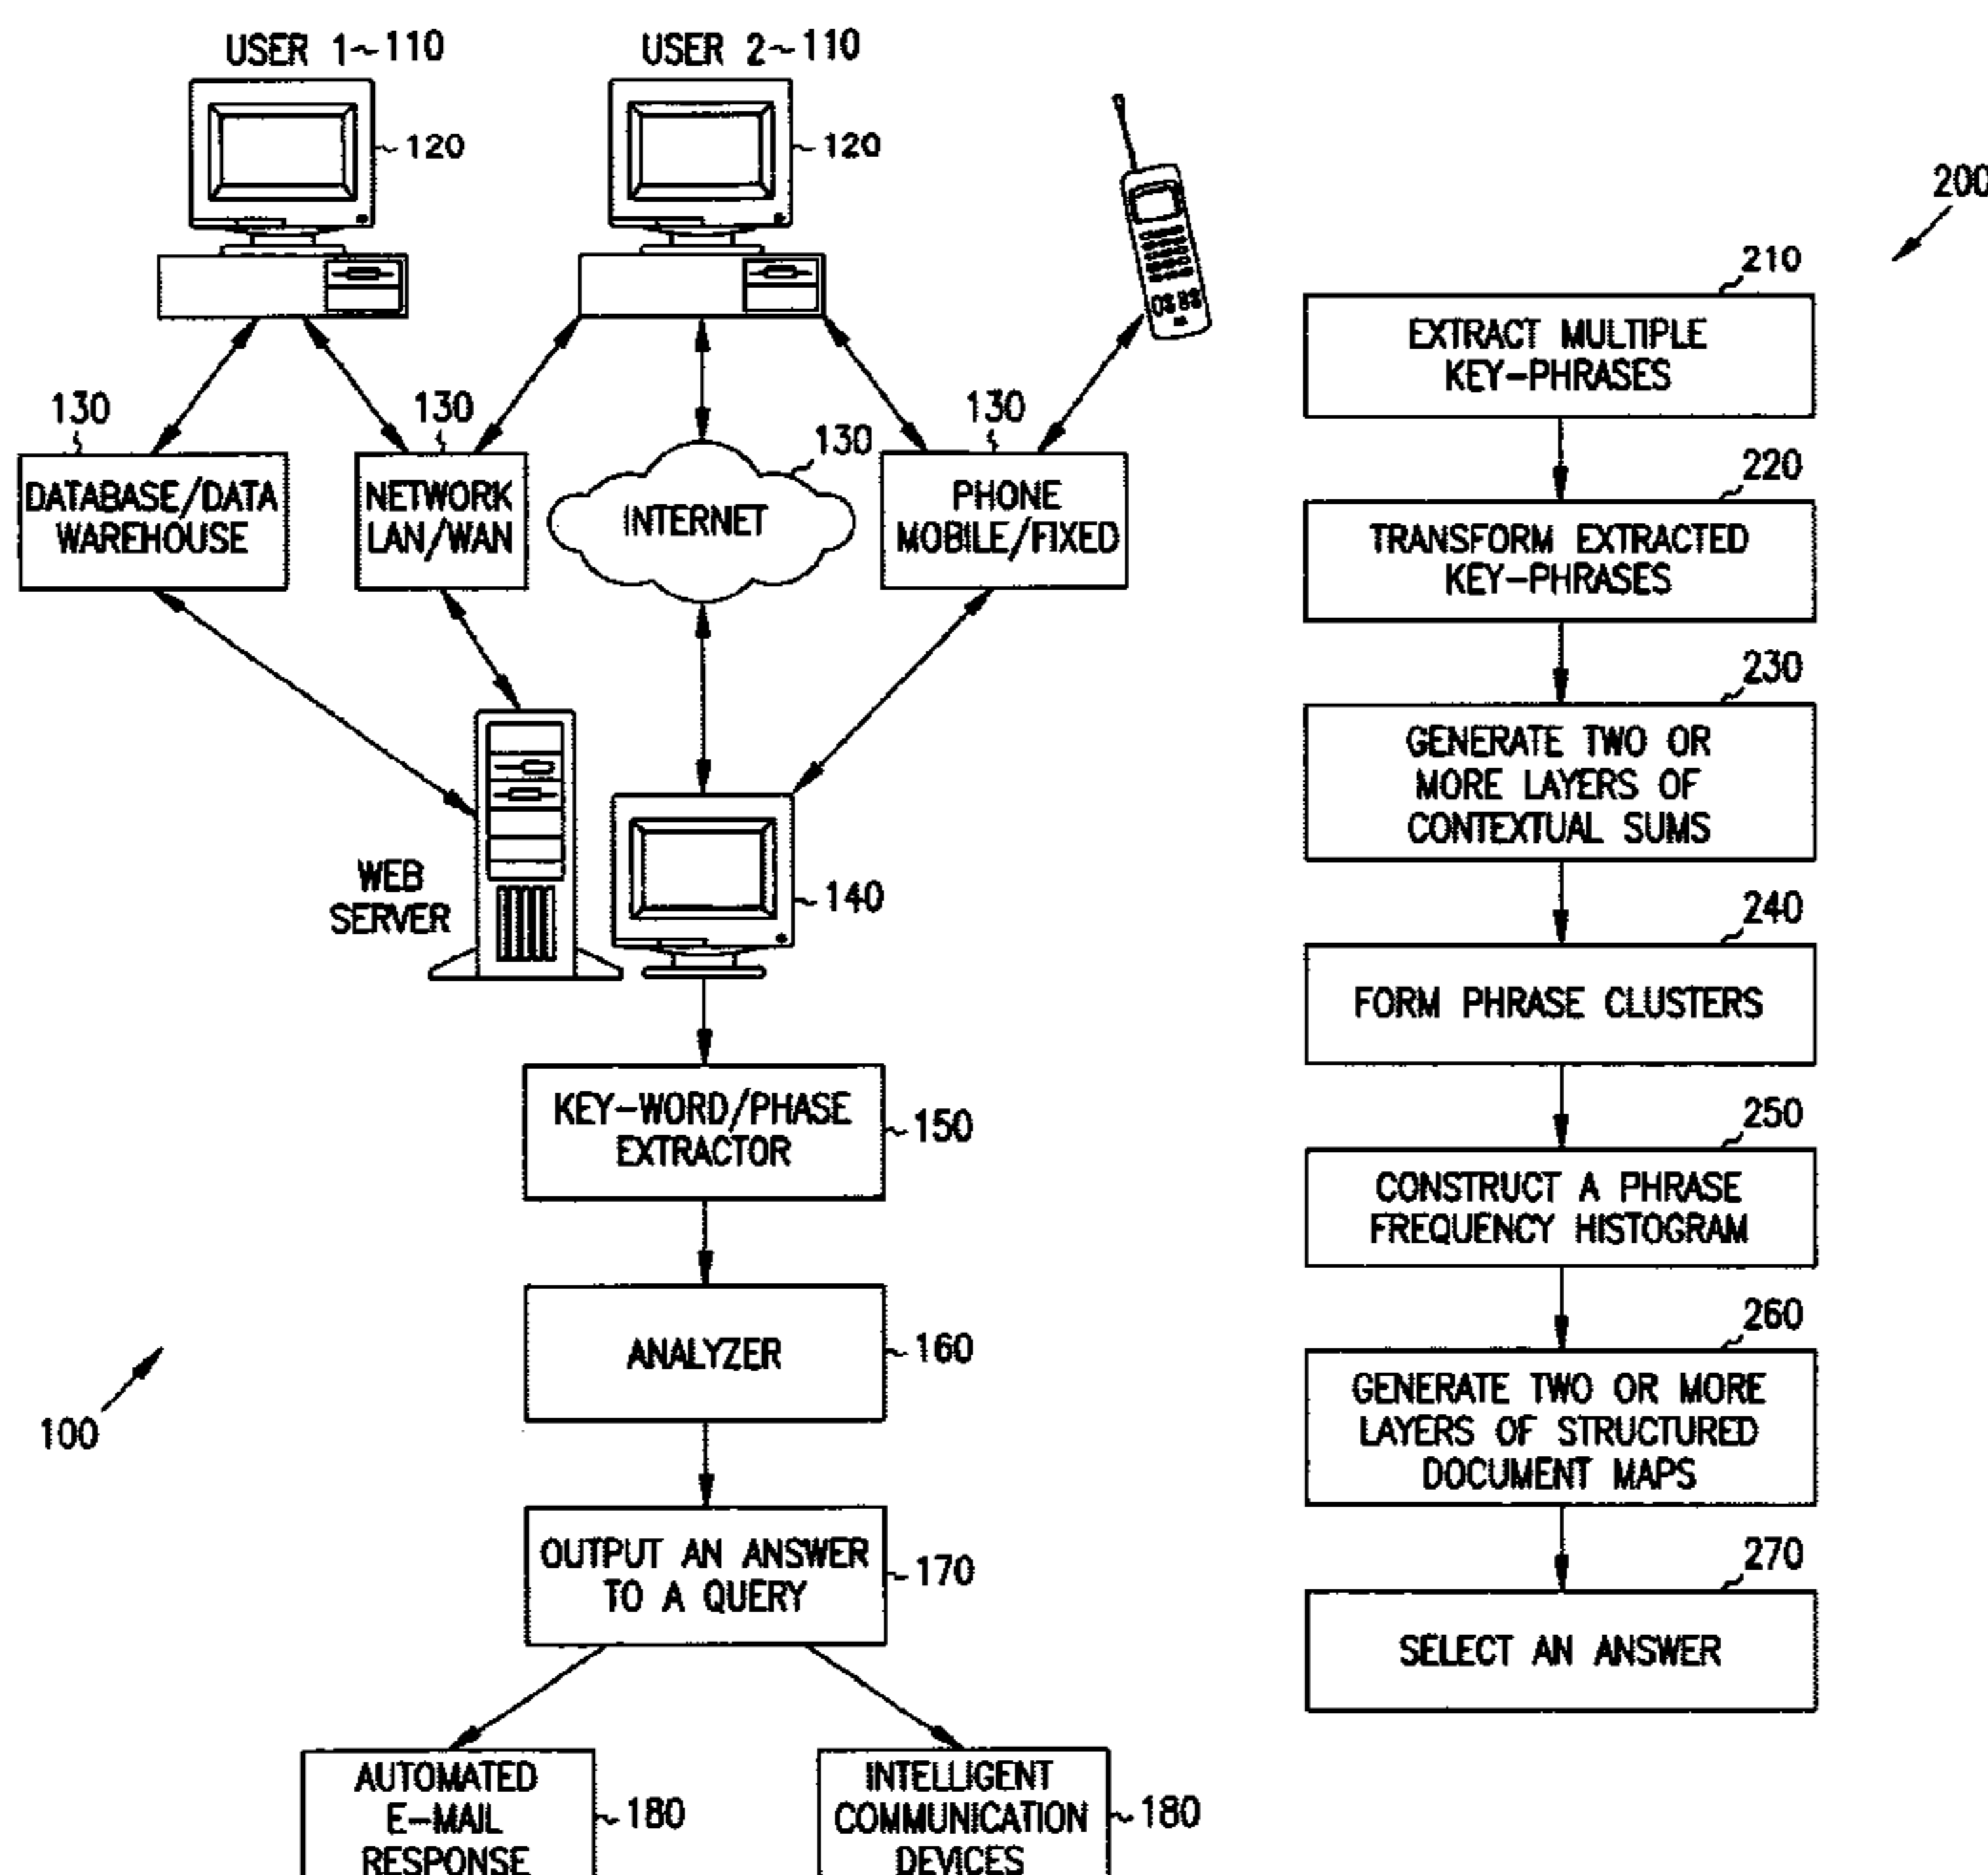 USER 1~110
USER 2~110
120
120
130
130
130
130
DATABASE/DATA
WAREHOUSE
NETWORK
LAN/WAN
INTERNET
PHONE
MOBILE/FIXED
WEB
SERVER
140
KEY-WORD/PHASE
EXTRACTOR
150
ANALYZER
160
100
OUTPUT AN ANSWER
TO A QUERY
170
AUTOMATED
E-MAIL
RESPONSE
180
INTELLIGENT
COMMUNICATION
DEVICES
180
200
210
EXTRACT MULTIPLE
KEY-PHRASES
220
TRANSFORM EXTRACTED
KEY-PHRASES
230
GENERATE TWO OR
MORE LAYERS OF
CONTEXTUAL SUMS
240
FORM PHRASE CLUSTERS
250
CONSTRUCT A PHRASE
FREQUENCY HISTOGRAM
260
GENERATE TWO OR MORE
LAYERS OF STRUCTURED
DOCUMENT MAPS
270
SELECT AN ANSWER